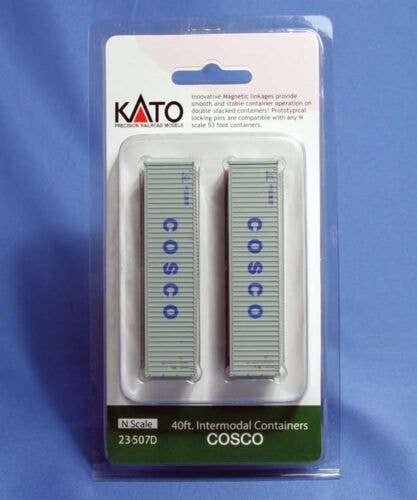 KATO
PRECISION RAILROAD MODELS
Innovative Magnetic linkages provide
smooth and stable container operation on
double-stacked containers! Prototypical
locking pins are compatible with any N
scale 53 foot containers.
COSCO
COSCO
N Scale
23-507D
40ft. Intermodal Containers
COSCO